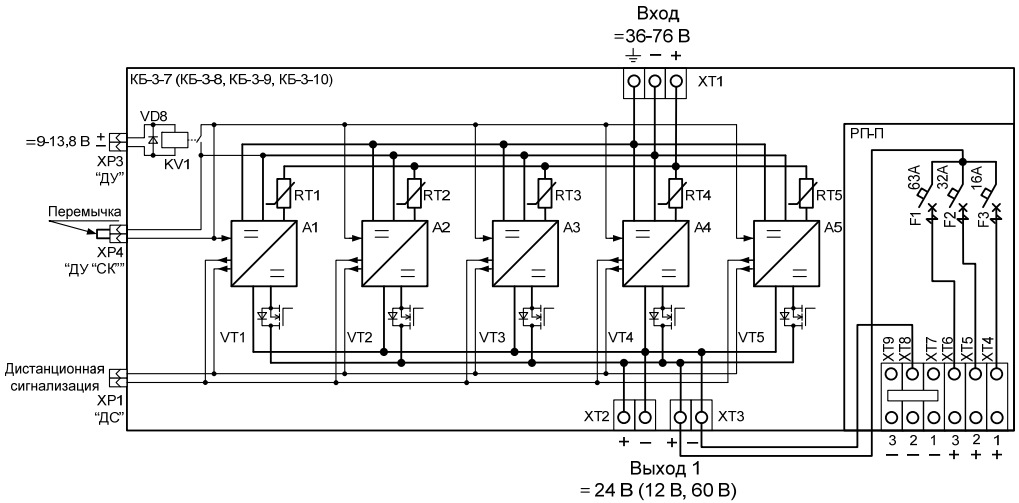 Вход
=36-76 В
– +
КБ-3-7 (КБ-3-8, КБ-3-9, КБ-3-10)
XT1
VD8
=9-13,8 В
+
–
KV1
XP3
"ДУ"
РП-П
63А
32А
16А
F1
F2
F3
RT1
RT2
RT3
RT4
RT5
Перемычка
A1
A2
A3
A4
A5
XP4
"ДУ "СК""
VT1
VT2
VT3
VT4
VT5
XT9
XT8
XT7
XT6
XT5
XT4
Дистанционная
сигнализация
XP1
"ДС"
XT2
XT3
+ – + –
3 2 1 3 2 1
– – – + + +
Выход 1
= 24 В (12 В, 60 В)